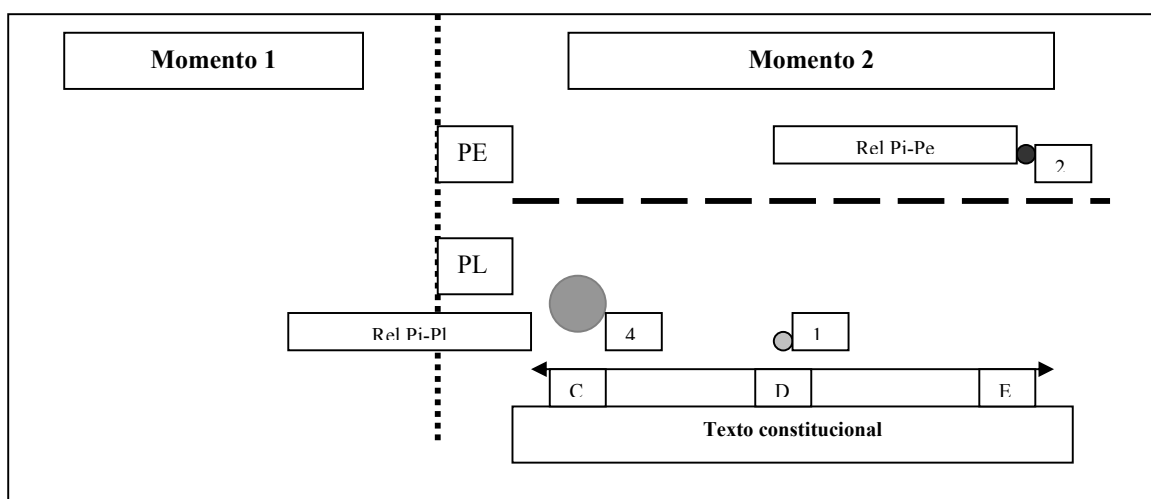 Momento 1
Momento 2
PE
Rel Pi-Pe
2
PL
Rel Pi-Pl
4
1
C
D
E
Texto constitucional